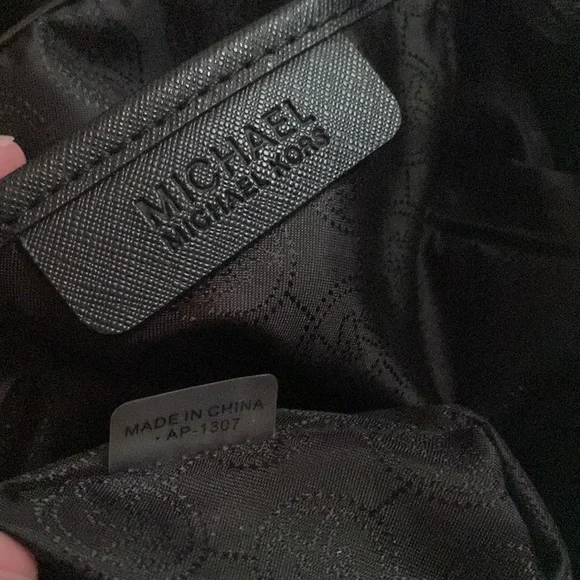 MICHAEL
MICHAEL KORS
MADE IN CHINA
· AP-1307